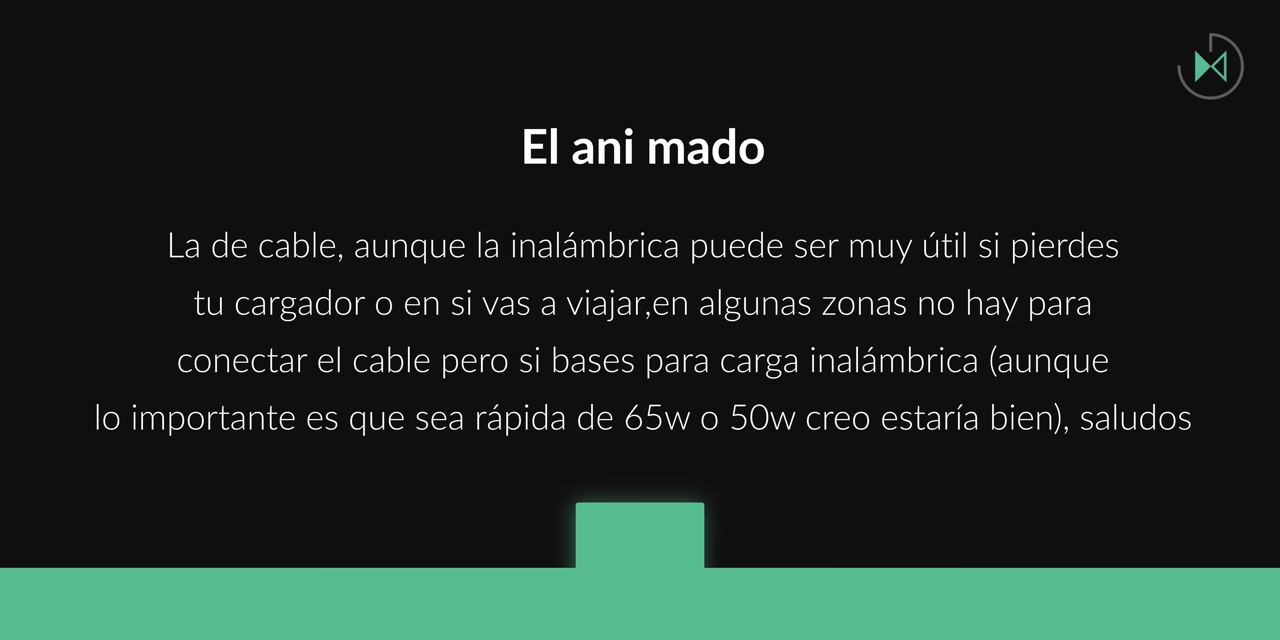 El ani mado
La de cable, aunque la inalámbrica puede ser muy útil si pierdes
tu cargador o en si vas a viajar,en algunas zonas no hay para
conectar el cable pero si bases para carga inalámbrica (aunque
lo importante es que sea rápida de 65w o 50w creo estaría bien), saludos